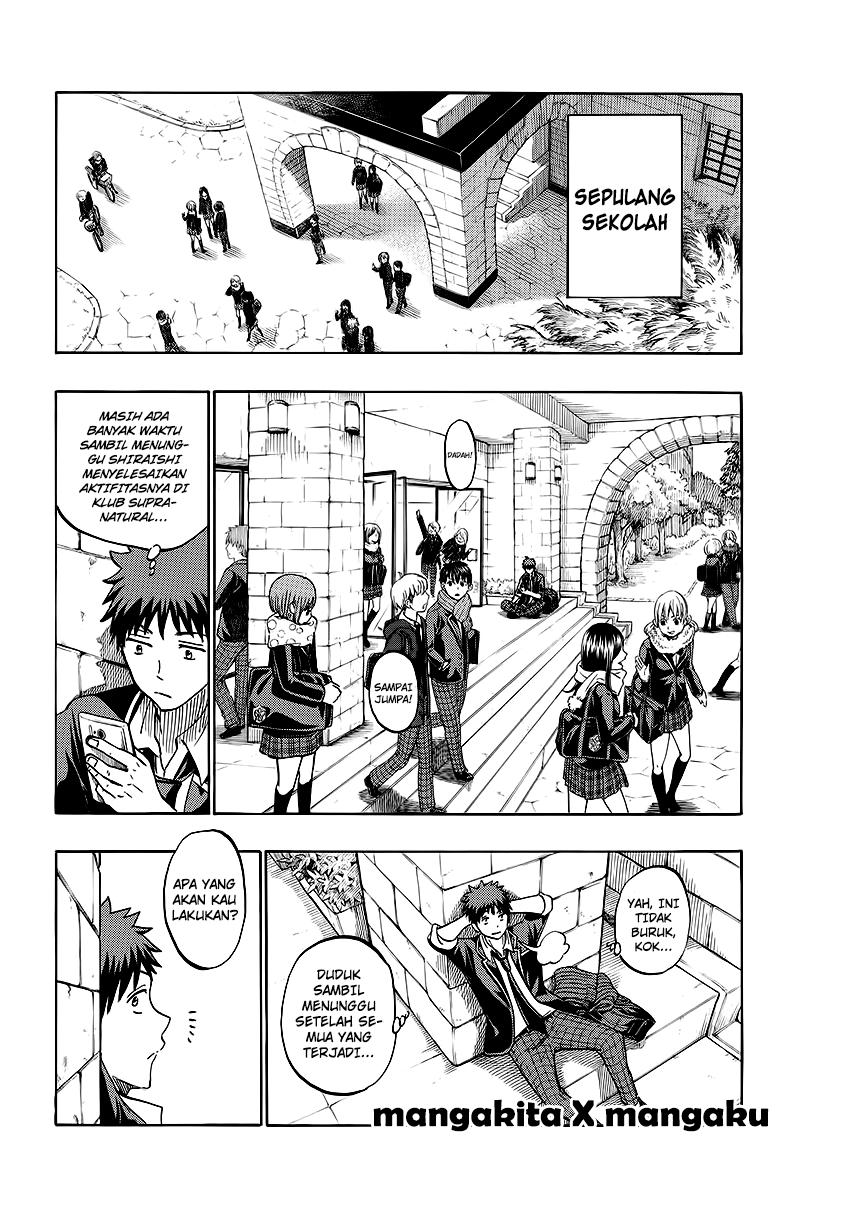 SEPULANG
SEKOLAH
DADAH!
SAMPAI
JUMPA!
MASIH ADA
BANYAK WAKTU
SAMBIL MENUNG-
GU SHIRAISHI
MENYELESAIKAN
AKTIFITASNYA DI
KLUB SUPRA-
NATURAL...
YAH, INI
TIDAK
BURUK,
KOK...
DUDUK
SAMBIL
MENUNGGU
SETELAH SE-
MUA YANG
TERJADI...
APA YANG
AKAN KAU
LAKUKAN?
mangakita X mangaku